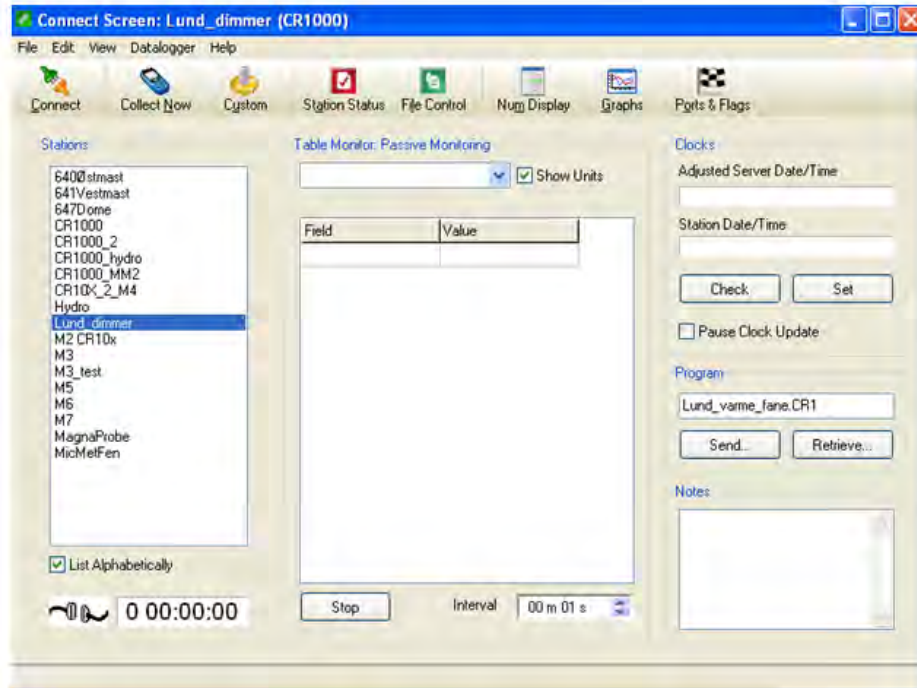 Connect Screen: Lund_dimmer (CR1000)
File Edit View Datalogger Help
Connect Collect Now Custom Station Status File Control Num Display Graphs Ports & Flags
Stations
640Østmast
641Vestmast
647Dome
CR1000
CR1000_2
CR1000_hydro
CR1000_MM2
CR10X_2_M4
Hydro
Lund_dimmer
M2 CR10x
M3
M3_test
M5
M6
M7
MagnaProbe
MicMetFen
List Alphabetically
0 00:00:00
Table Monitor: Passive Monitoring
Show Units
Field Value
Stop Interval 00 m 01 s
Clocks
Adjusted Server Date/Time
Station Date/Time
Check Set
Pause Clock Update
Program
Lund_varme_fane.CR1
Send... Retrieve...
Notes